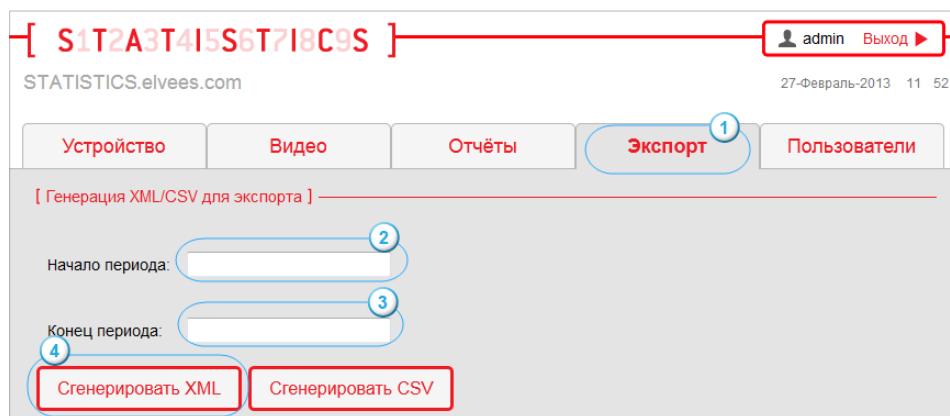 [ S1T2A3T4I5S6T7I8C9S ]
admin Выход
STATISTICS.elvees.com
27-Февраль-2013 11 52
Устройство Видео Отчёты Экспорт 1 Пользователи
[ Генерация XML/CSV для экспорта ]
2
Начало периода:
3
Конец периода:
4
Сгенерировать XML Сгенерировать CSV